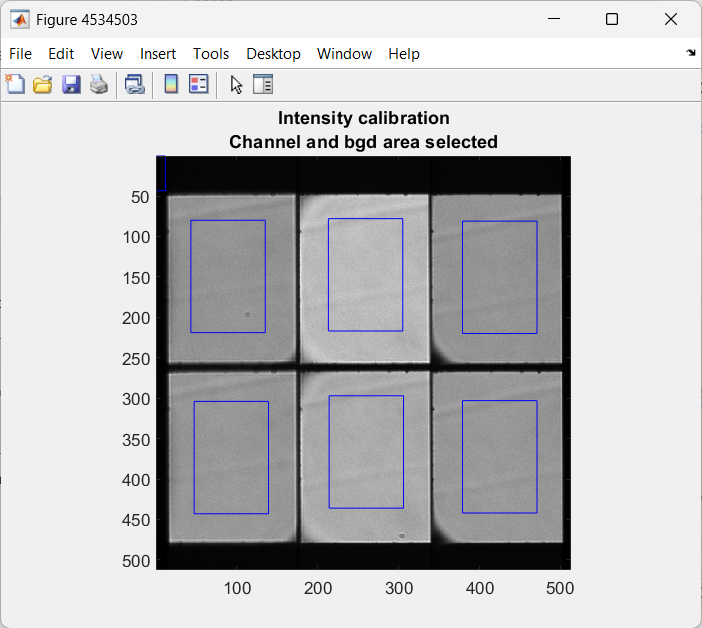 Figure 4534503
File Edit View Insert Tools Desktop Window Help
Intensity calibration
Channel and bgd area selected
50
100
150
200
250
300
350
400
450
500
100 200 300 400 500